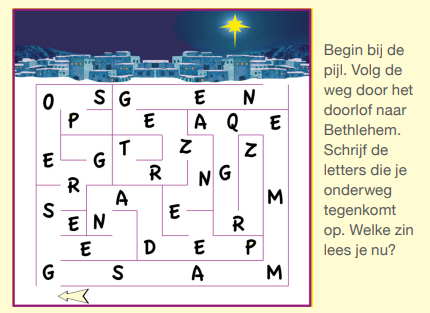 O S G E N
P E A Q E
E G T Z Z
R R N G
S A E M
E N R
E D E P
G S A M
Begin bij de
pijl. Volg de
weg door het
doorlof naar
Bethlehem.
Schrijf de
letters die je
onderweg
tegenkomt
op. Welke zin
lees je nu?